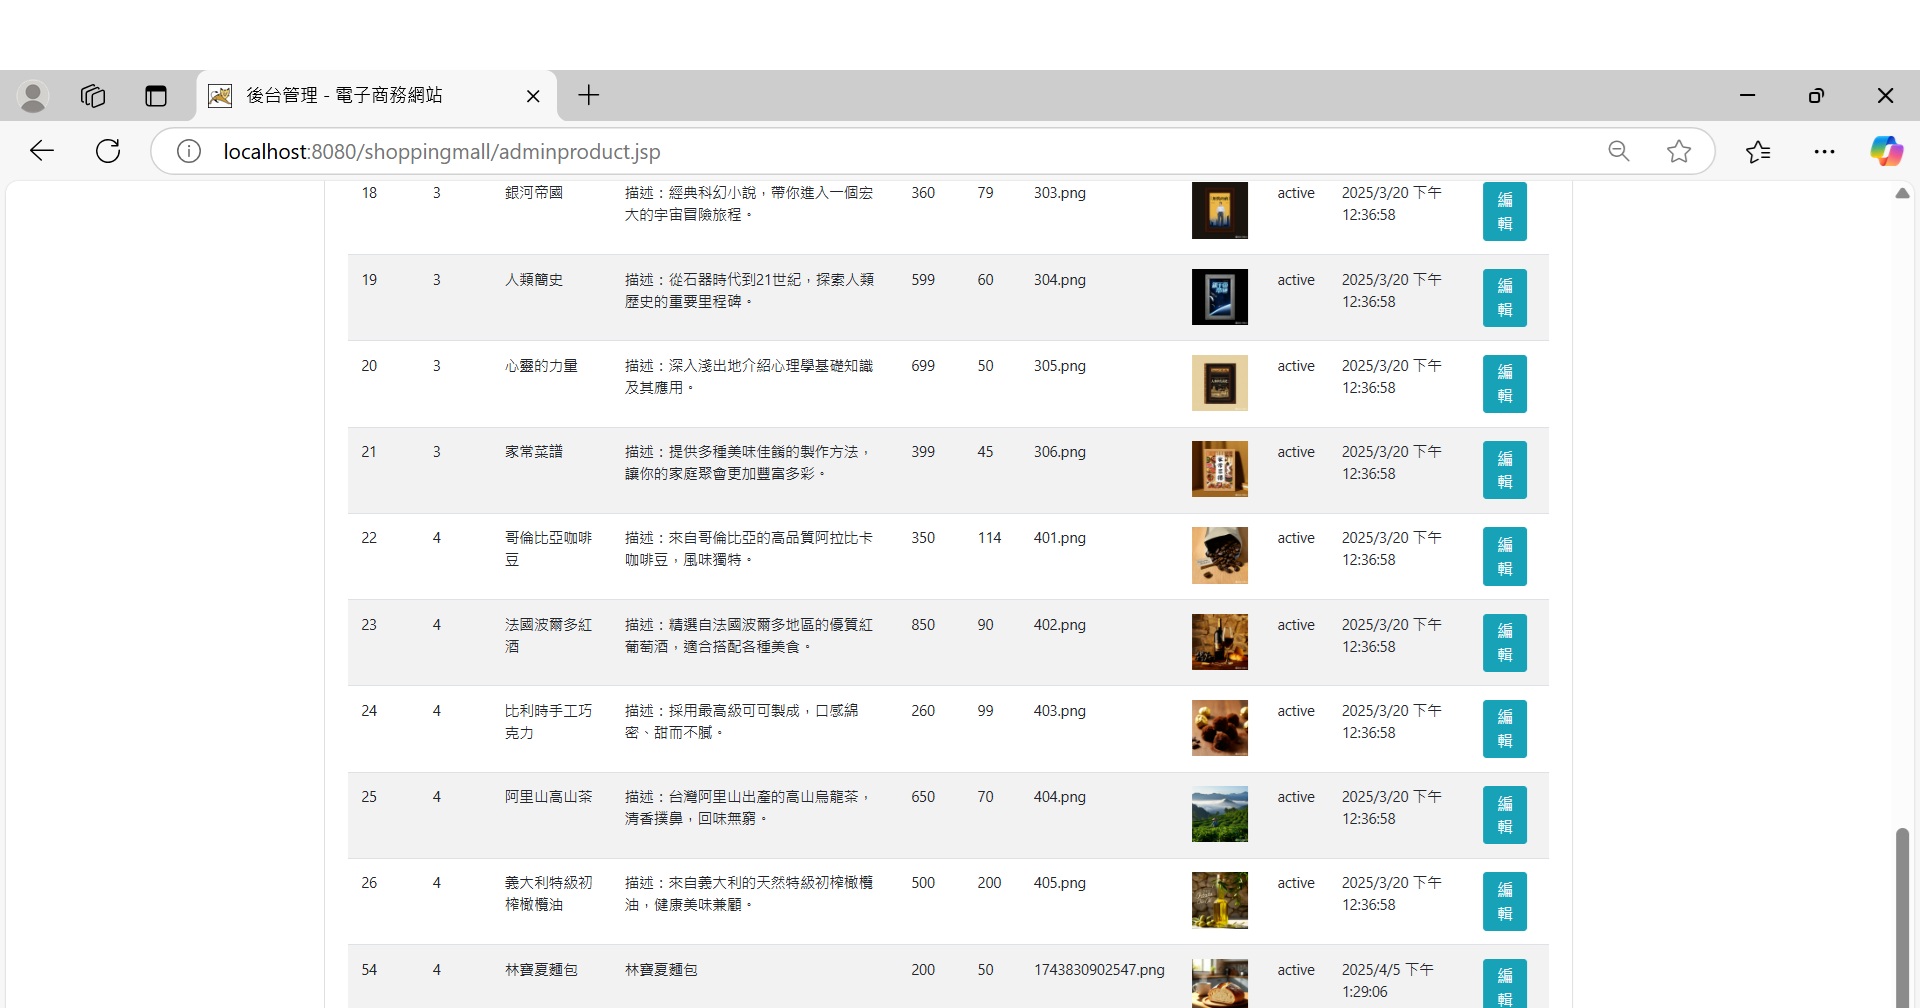 後台管理 - 電子商務網站
localhost:8080/shoppingmall/adminproduct.jsp
18 3 銀河帝國 描述：經典科幻小說，帶你進入一個宏 360 79 303.png active 2025/3/20 下午 編
大的宇宙冒險旅程。 12:36:58 輯
19 3 人類簡史 描述：從石器時代到21世紀，探索人類 599 60 304.png active 2025/3/20 下午 編
歷史的重要里程碑。 12:36:58 輯
20 3 心靈的力量 描述：深入淺出地介紹心理學基礎知識 699 50 305.png active 2025/3/20 下午 編
及其應用。 12:36:58 輯
21 3 家常菜譜 描述：提供多種美味佳餚的製作方法， 399 45 306.png active 2025/3/20 下午 編
讓你的家庭聚會更加豐富多彩。 12:36:58 輯
22 4 哥倫比亞咖啡 描述：來自哥倫比亞的高品質阿拉比卡 350 114 401.png active 2025/3/20 下午 編
豆 咖啡豆，風味獨特。 12:36:58 輯
23 4 法國波爾多紅 描述：精選自法國波爾多地區的優質紅 850 90 402.png active 2025/3/20 下午 編
酒 葡萄酒，適合搭配各種美食。 12:36:58 輯
24 4 比利時手工巧 描述：採用最高級可可製成，口感綿 260 99 403.png active 2025/3/20 下午 編
克力 密、甜而不膩。 12:36:58 輯
25 4 阿里山高山茶 描述：台灣阿里山出產的高山烏龍茶， 650 70 404.png active 2025/3/20 下午 編
清香撲鼻，回味無窮。 12:36:58 輯
26 4 義大利特級初 描述：來自義大利的天然特級初榨橄欖 500 200 405.png active 2025/3/20 下午 編
榨橄欖油 油，健康美味兼顧。 12:36:58 輯
54 4 林寶夏麵包 林寶夏麵包 200 50 1743830902547.png active 2025/4/5 下午 編
1:29:06 輯